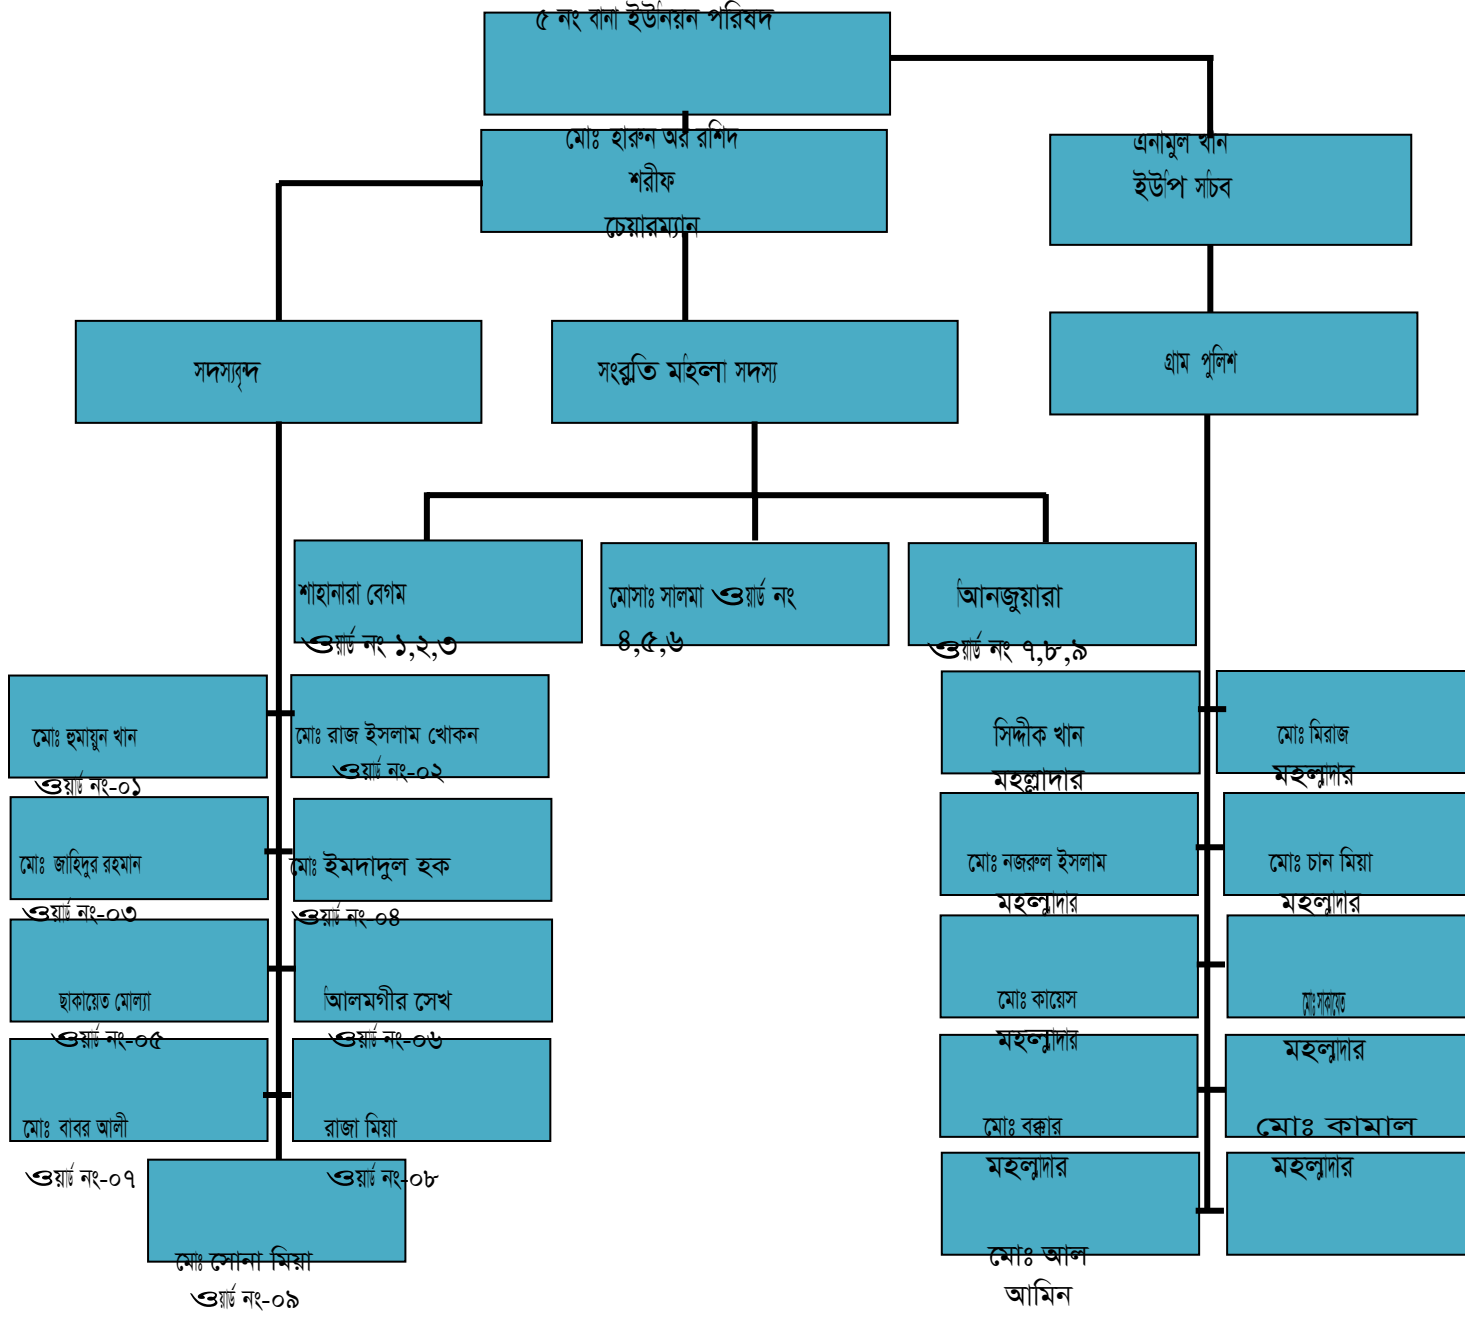 ৫ নং বানা ইউনিয়ন পরিষদ
মোঃ হারুন অর রশিদ
শরীফ
চেয়ারম্যান
এনামুল খান
ইউপি সচিব
সদস্যবৃন্দ
সংরক্ষতি মহিলা সদস্য
গ্রাম পুলিশ
শাহানারা বেগম
ওয়ার্ড নং ১,২,৩
মোসাঃ সালমা ওয়ার্ড নং
৪,৫,৬
আনজুয়ারা
ওয়ার্ড নং ৭,৮,৯
মোঃ হুমায়ুন খান
ওয়ার্ড নং-০১
মোঃ রাজ ইসলাম খোকন
ওয়ার্ড নং-০২
মোঃ জাহিদুর রহমান
ওয়ার্ড নং-০৩
মোঃ ইমদাদুল হক
ওয়ার্ড নং-০৪
ছাকায়েত মোল্যা
ওয়ার্ড নং-০৫
আলমগীর সেখ
ওয়ার্ড নং-০৬
মোঃ বাবর আলী
ওয়ার্ড নং-০৭
রাজা মিয়া
ওয়ার্ড নং-০৮
মোঃ সোনা মিয়া
ওয়ার্ড নং-০৯
সিদ্দীক খান
মহল্লাদার
মোঃ মিরাজ
মহল্লাদার
মোঃ নজরুল ইসলাম
মহল্লাদার
মোঃ চান মিয়া
মহল্লাদার
মোঃ কায়েস
মহল্লাদার
মোঃ সাকায়েত
মহল্লাদার
মোঃ বক্কার
মহল্লাদার
মোঃ কামাল
মহল্লাদার
মোঃ আল
আমিন